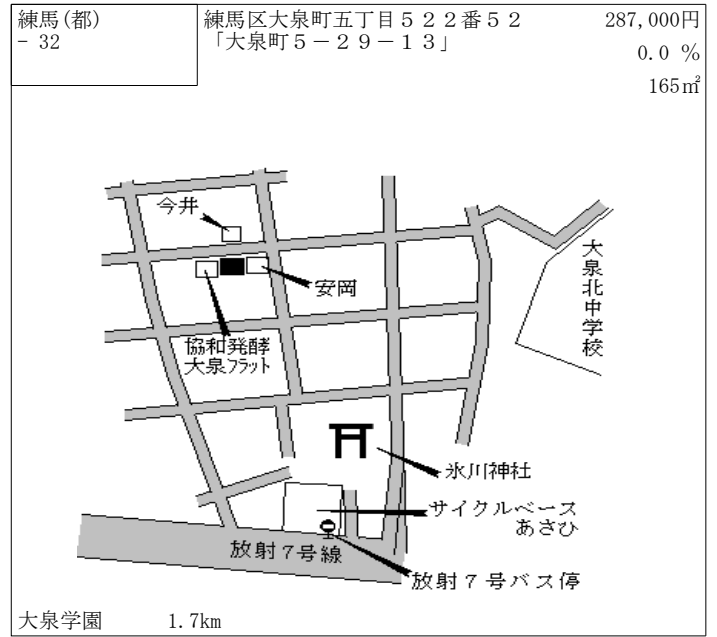 練馬(都)
- 32
練馬区大泉町五丁目５２２番５２
「大泉町５－２９－１３」
287,000円
0.0 %
165㎡
今井
安岡
協和発酵
大泉フラット
大泉北中学校
氷川神社
サイクルベース
あさひ
放射７号線
放射７号バス停
大泉学園 1.7km